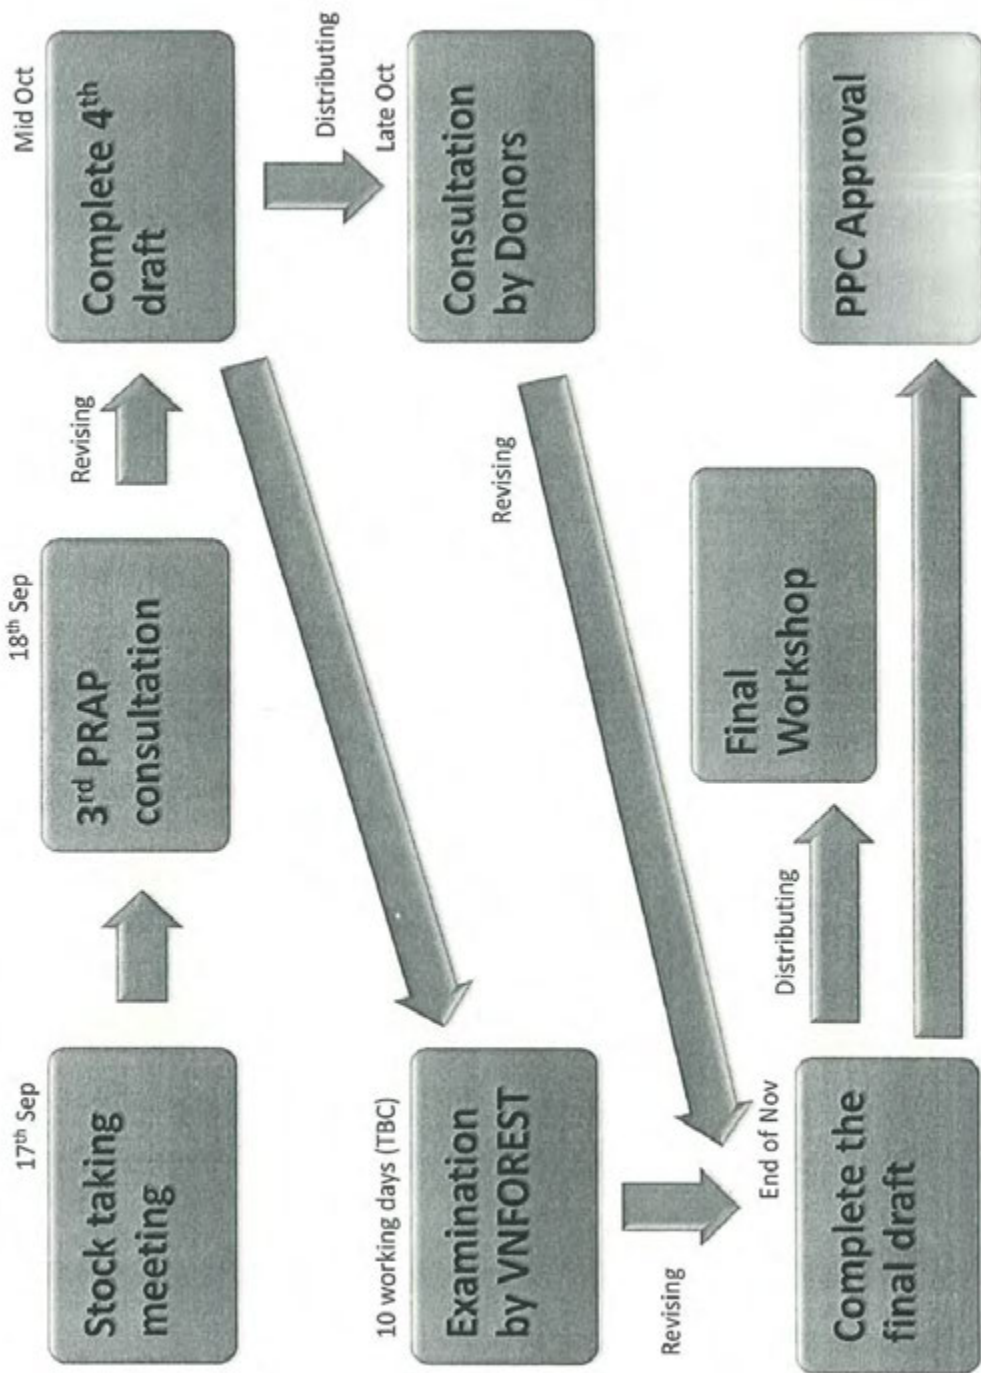 17th Sep
Stock taking
meeting
18th Sep
3rd PRAP
consultation
Revising
Mid Oct
Complete 4th
draft
Distributing
10 working days (TBC)
Examination
by VNFOREST
Late Oct
Consultation
by Donors
Revising
Revising
End of Nov
Complete the
final draft
Distributing
Final
Workshop
PPC Approval